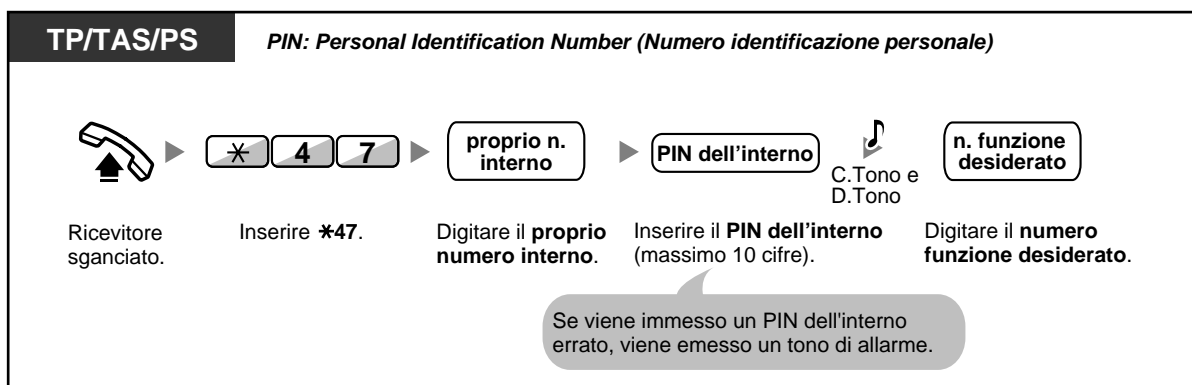 TP/TAS/PS
PIN: Personal Identification Number (Numero identificazione personale)
✱ 4 7
proprio n.
interno
PIN dell'interno
C.Tono e
D.Tono
n. funzione
desiderato
Ricevitore
sganciato.
Inserire ✱47.
Digitare il proprio
numero interno.
Inserire il PIN dell'interno
(massimo 10 cifre).
Digitare il numero
funzione desiderato.
Se viene immesso un PIN dell'interno
errato, viene emesso un tono di allarme.